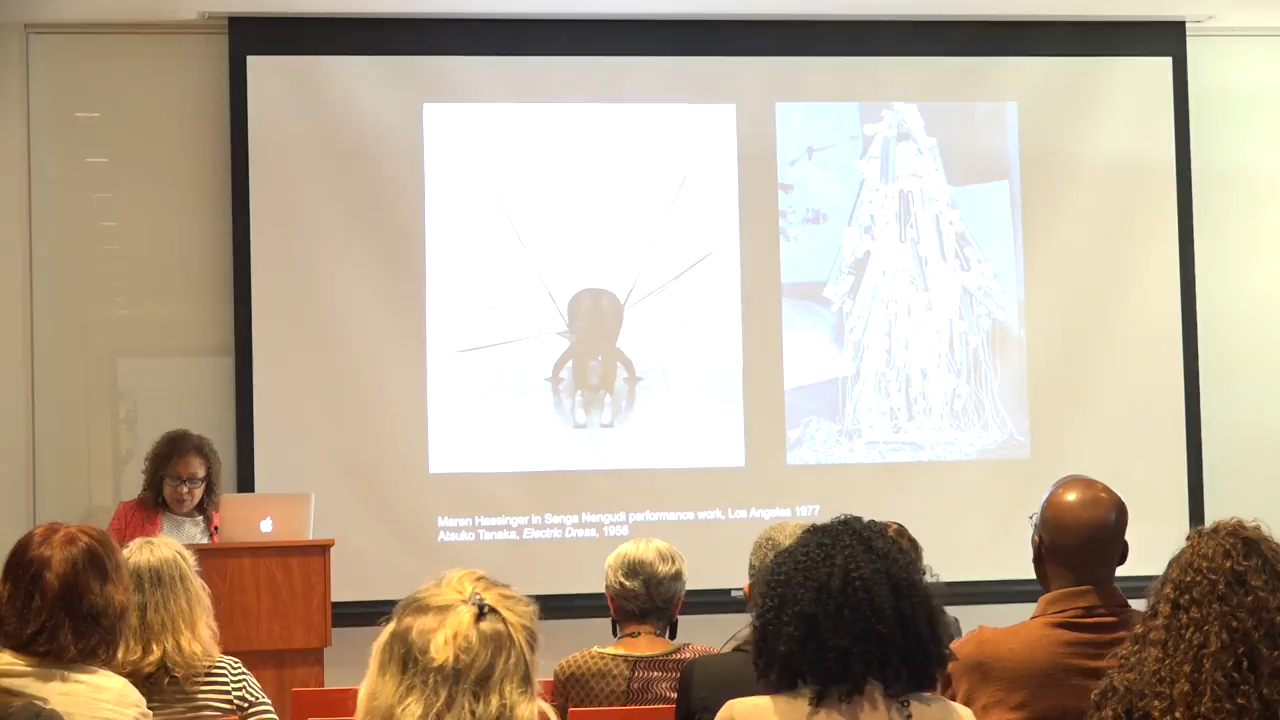 Maren Hassinger in Senga Nengudi performance work, Los Angeles 1977
Atsuko Tanaka, Electric Dress, 1956